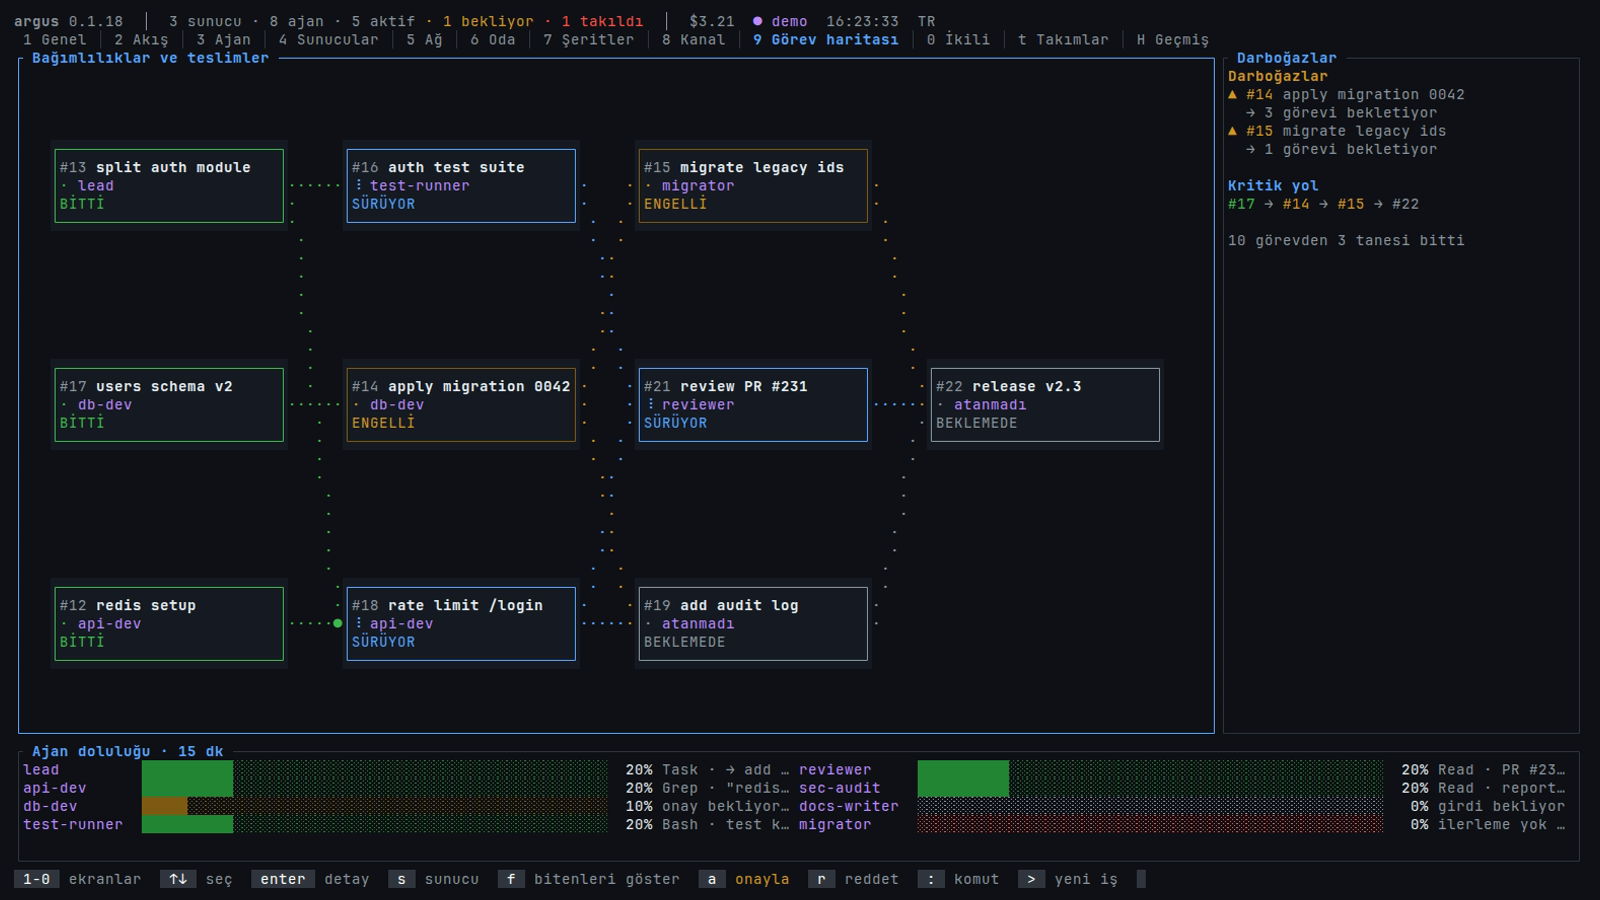 argus 0.1.18 │ 3 sunucu · 8 ajan · 5 aktif · 1 bekliyor · 1 takıldı │ $3.21 ● demo 16:23:33 TR
1 Genel │ 2 Akış │ 3 Ajan │ 4 Sunucular │ 5 Ağ │ 6 Oda │ 7 Şeritler │ 8 Kanal │ 9 Görev haritası │ 0 İkili │ t Takımlar │ H Geçmiş
Bağımlılıklar ve teslimler
#13 split auth module
· lead
BİTTİ
#16 auth test suite
⠸ test-runner
SÜRÜYOR
#15 migrate legacy ids
· migrator
ENGELLİ
#17 users schema v2
· db-dev
BİTTİ
#14 apply migration 0042
· db-dev
ENGELLİ
#21 review PR #231
⠸ reviewer
SÜRÜYOR
#22 release v2.3
· atanmadı
BEKLEMEDE
#12 redis setup
· api-dev
BİTTİ
#18 rate limit /login
⠸ api-dev
SÜRÜYOR
#19 add audit log
· atanmadı
BEKLEMEDE
Darboğazlar
Darboğazlar
▲ #14 apply migration 0042
→ 3 görevi bekletiyor
▲ #15 migrate legacy ids
→ 1 görevi bekletiyor
Kritik yol
#17 → #14 → #15 → #22
10 görevden 3 tanesi bitti
Ajan doluluğu · 15 dk
lead 20% Task · → add … reviewer 20% Read · PR #23…
api-dev 20% Grep · "redis… sec-audit 20% Read · report…
db-dev 10% onay bekliyor… docs-writer 0% girdi bekliyor
test-runner 20% Bash · test k… migrator 0% ilerleme yok …
1-0 ekranlar ↑↓ seç enter detay s sunucu f bitenleri göster a onayla r reddet : komut > yeni iş